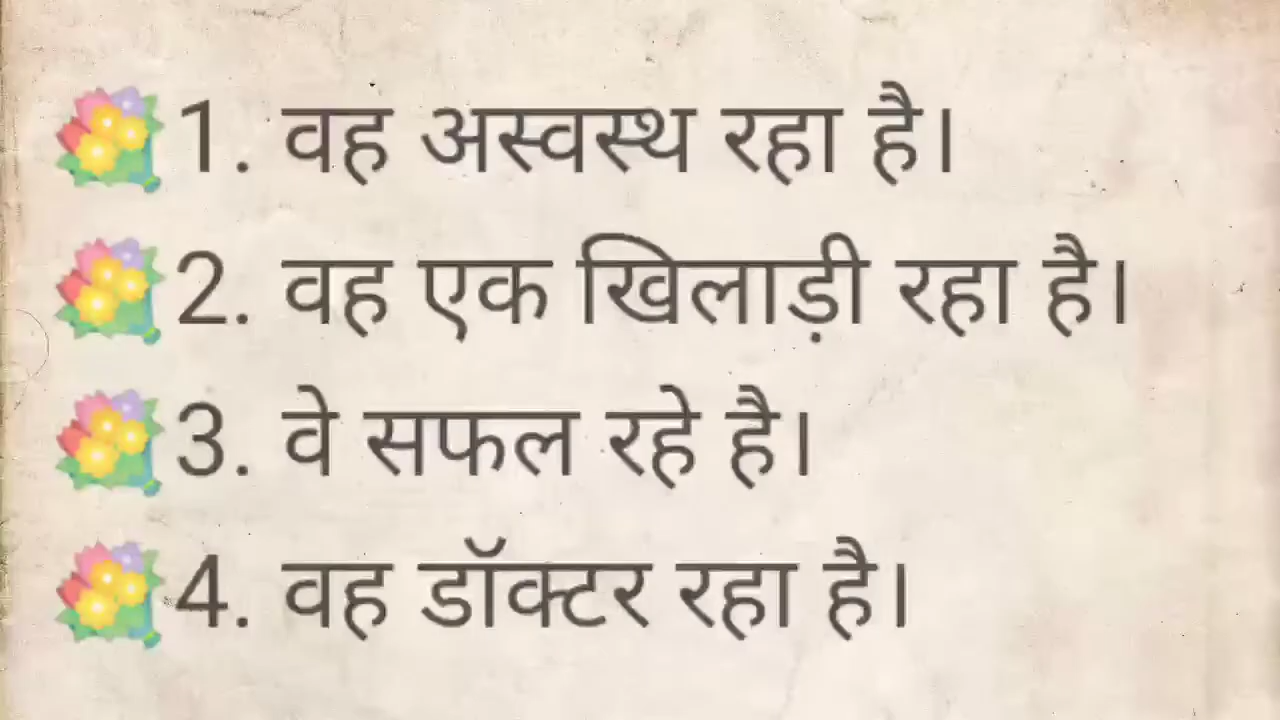 1. वह अस्वस्थ रहा है।
2. वह एक खिलाड़ी रहा है।
3. वे सफल रहे है।
4. वह डॉक्टर रहा है।